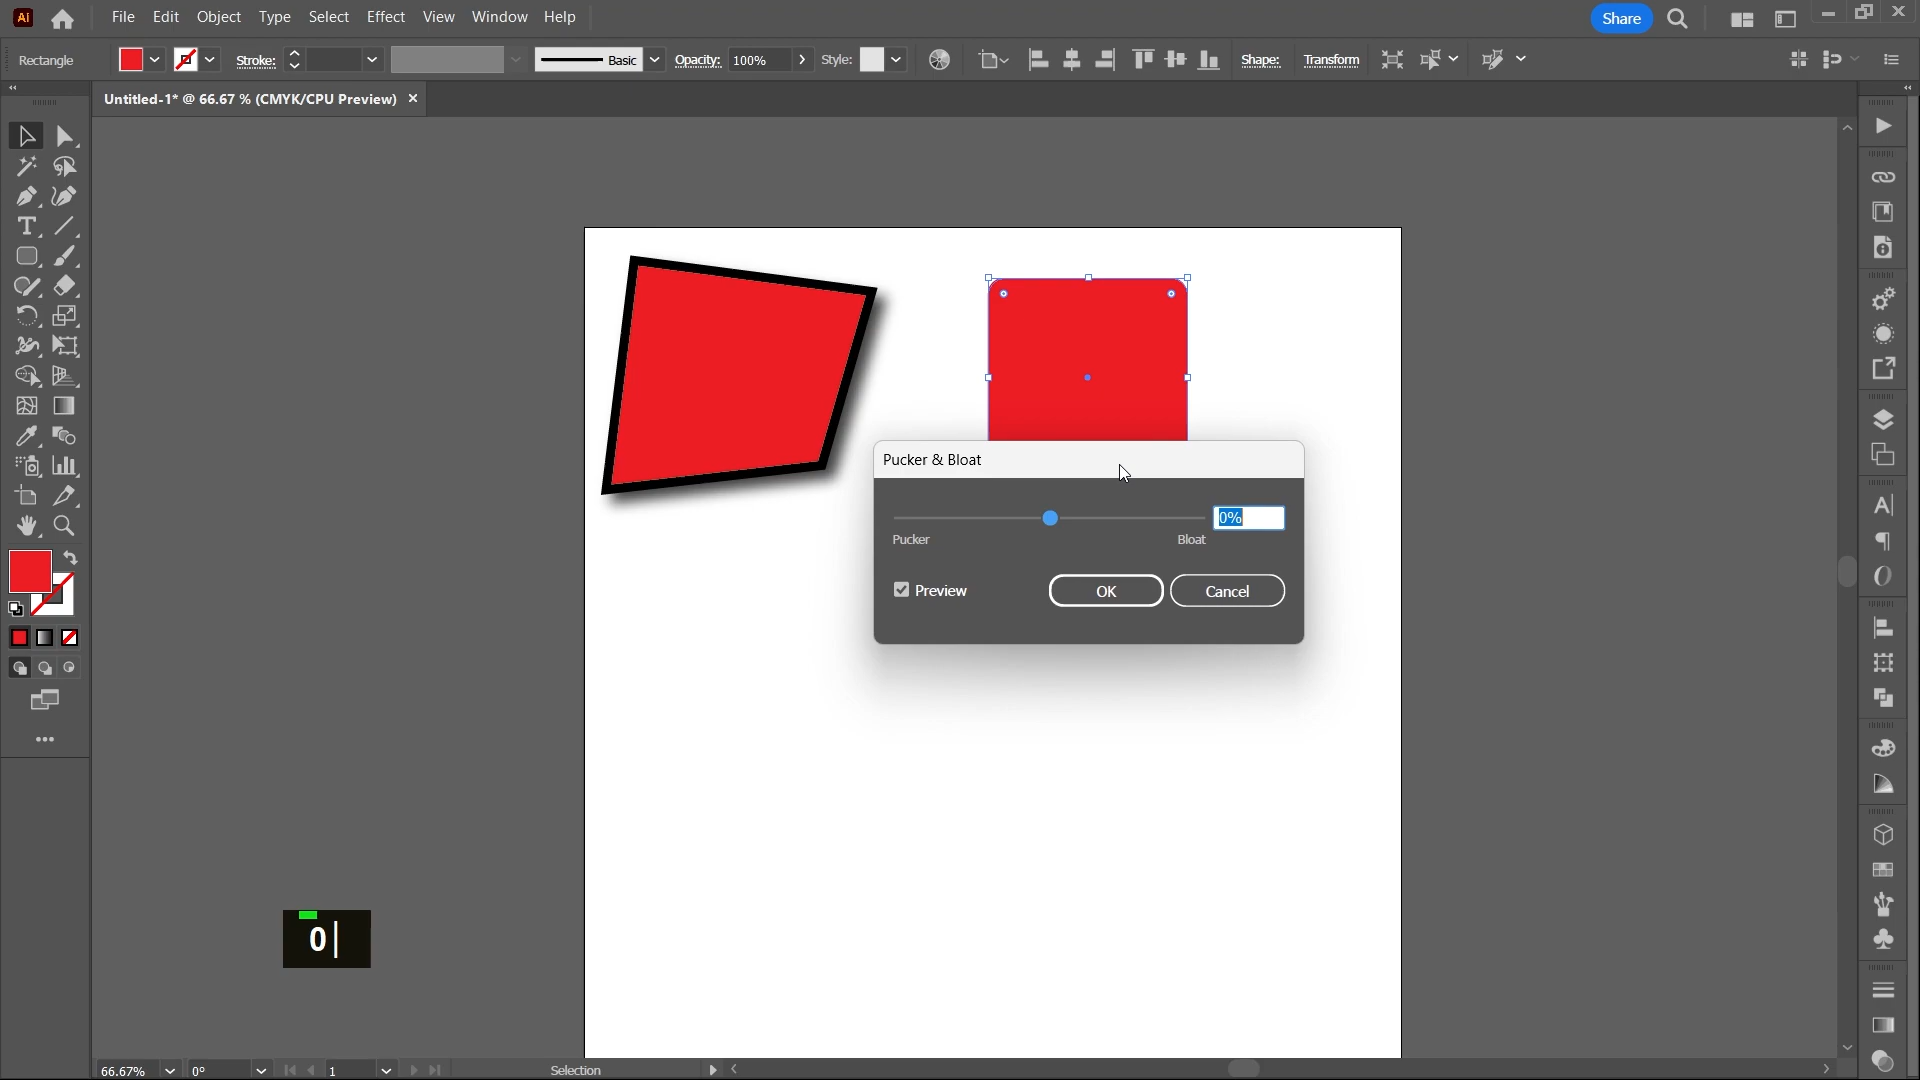 Ai File Edit Object Type Select Effect View Window Help Share
Rectangle Stroke: Basic Opacity: 100% Style: Shape: Transform
Untitled-1* @ 66.67 % (CMYK/CPU Preview)
Pucker & Bloat
0%
Pucker Bloat
Preview OK Cancel
0
66.67% 0° 1 Selection